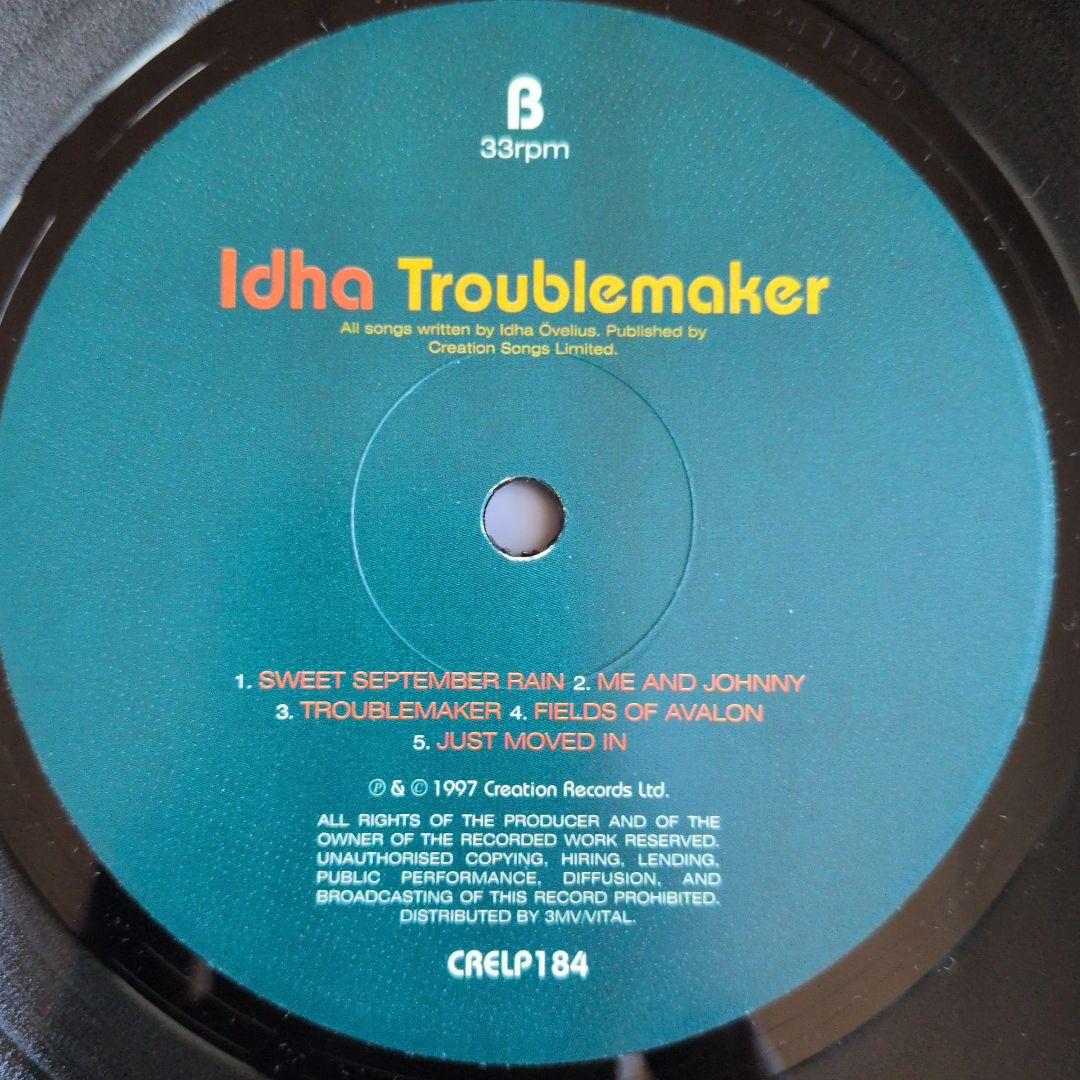 B
33rpm
Idha Troublemaker
All songs written by Idha Övelius. Published by
Creation Songs Limited.
1. SWEET SEPTEMBER RAIN 2. ME AND JOHNNY
3. TROUBLEMAKER 4. FIELDS OF AVALON
5. JUST MOVED IN
℗ & © 1997 Creation Records Ltd.
ALL RIGHTS OF THE PRODUCER AND OF THE
OWNER OF THE RECORDED WORK RESERVED.
UNAUTHORISED COPYING, HIRING, LENDING,
PUBLIC PERFORMANCE, DIFFUSION, AND
BROADCASTING OF THIS RECORD PROHIBITED.
DISTRIBUTED BY 3MV/VITAL.
CRELP184